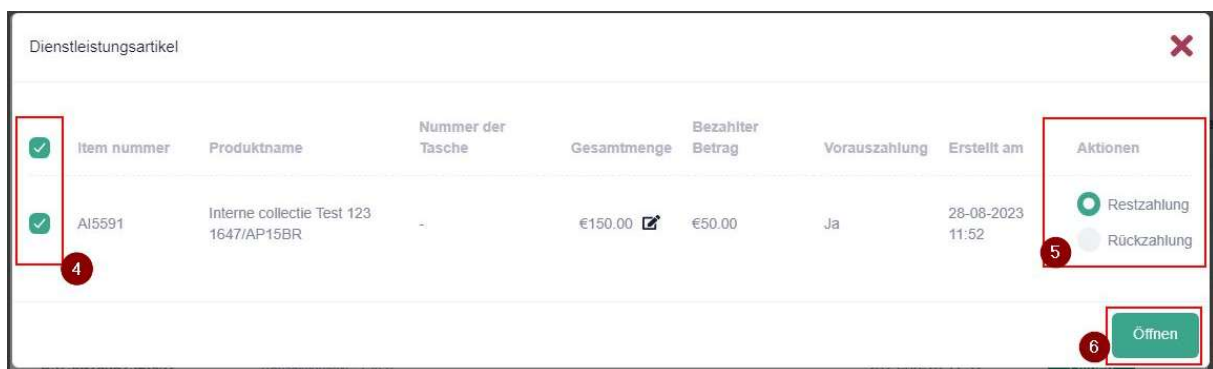 Dienstleistungsartikel
Item nummer Produktname Nummer der Tasche Gesamtmenge Bezahlter Betrag Vorauszahlung Erstellt am Aktionen
AI5591 Interne collectie Test 123 1647/AP15BR - €150.00 €50.00 Ja 28-08-2023 11:52 Restzahlung
Rückzahlung
4
5
Öffnen
6